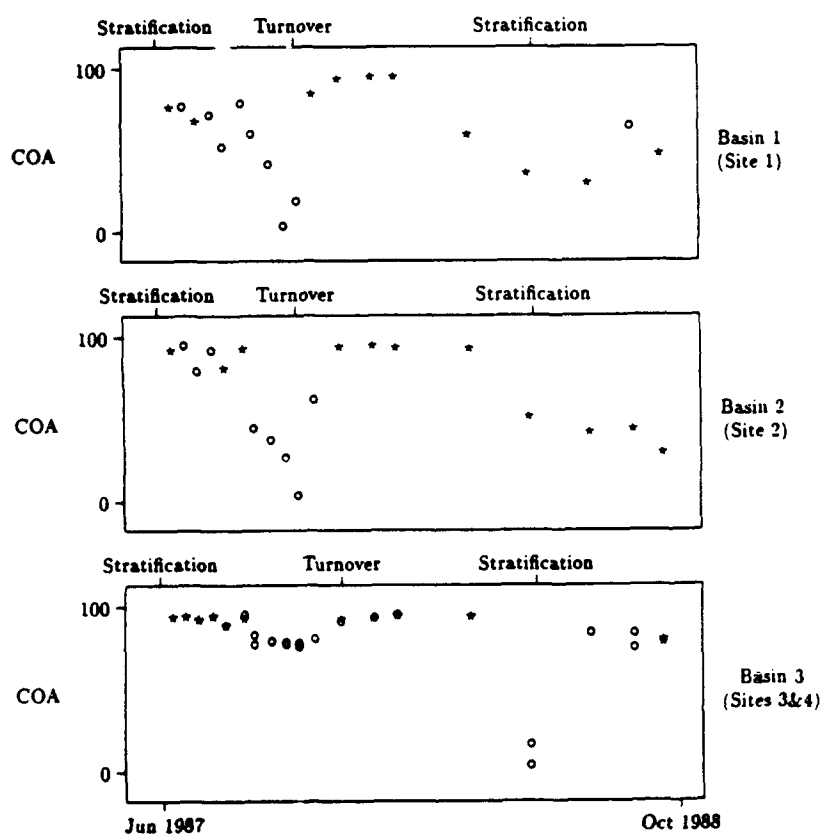 Stratification Turnover Stratification
100
COA
0
Basin 1
(Site 1)
Stratification Turnover Stratification
100
COA
0
Basin 2
(Site 2)
Stratification Turnover Stratification
100
COA
0
Basin 3
(Sites 3&4)
Jun 1987 Oct 1988